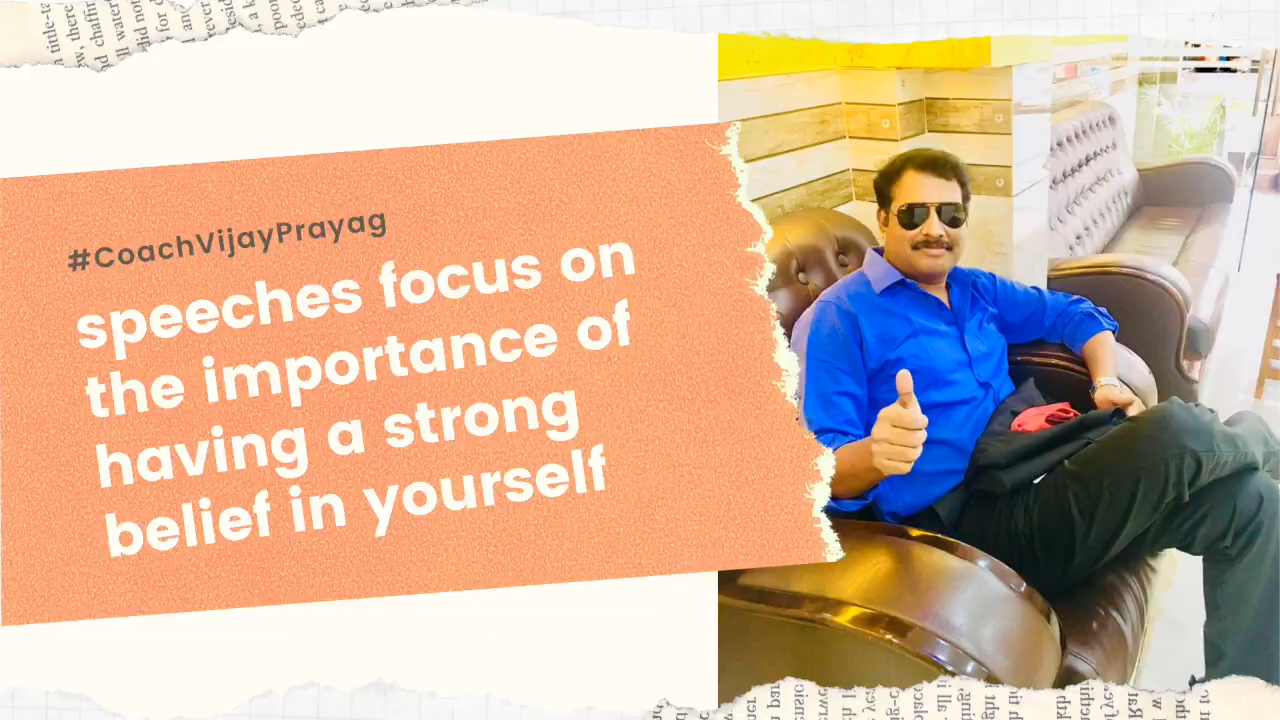 #CoachVijayPrayag
speeches focus on
the importance of
having a strong
belief in yourself